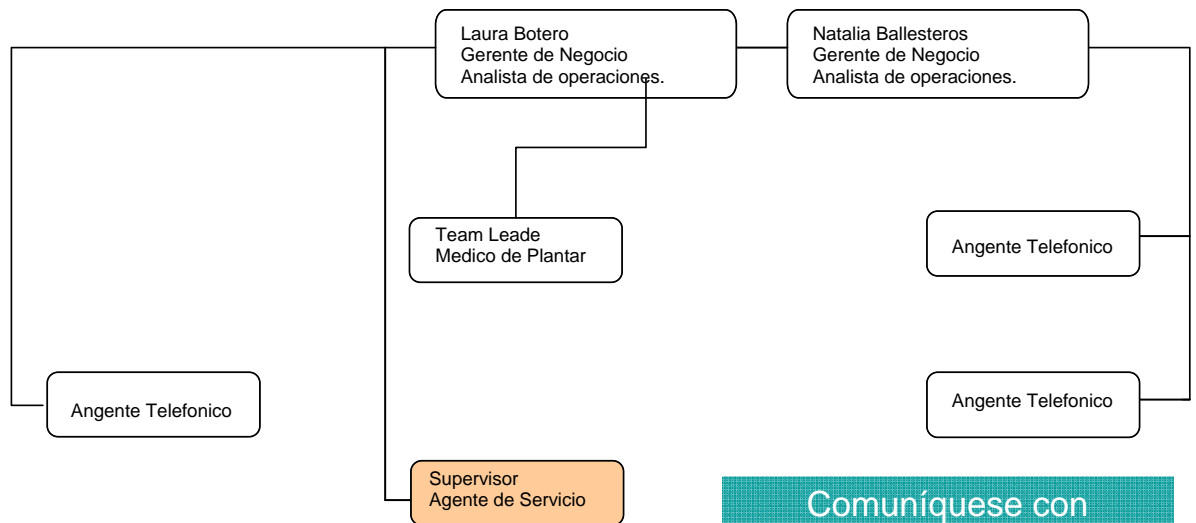 Laura Botero
Gerente de Negocio
Analista de operaciones.
Natalia Ballesteros
Gerente de Negocio
Analista de operaciones.
Team Leade
Medico de Plantar
Angente Telefonico
Angente Telefonico
Angente Telefonico
Supervisor
Agente de Servicio
Comuníquese con